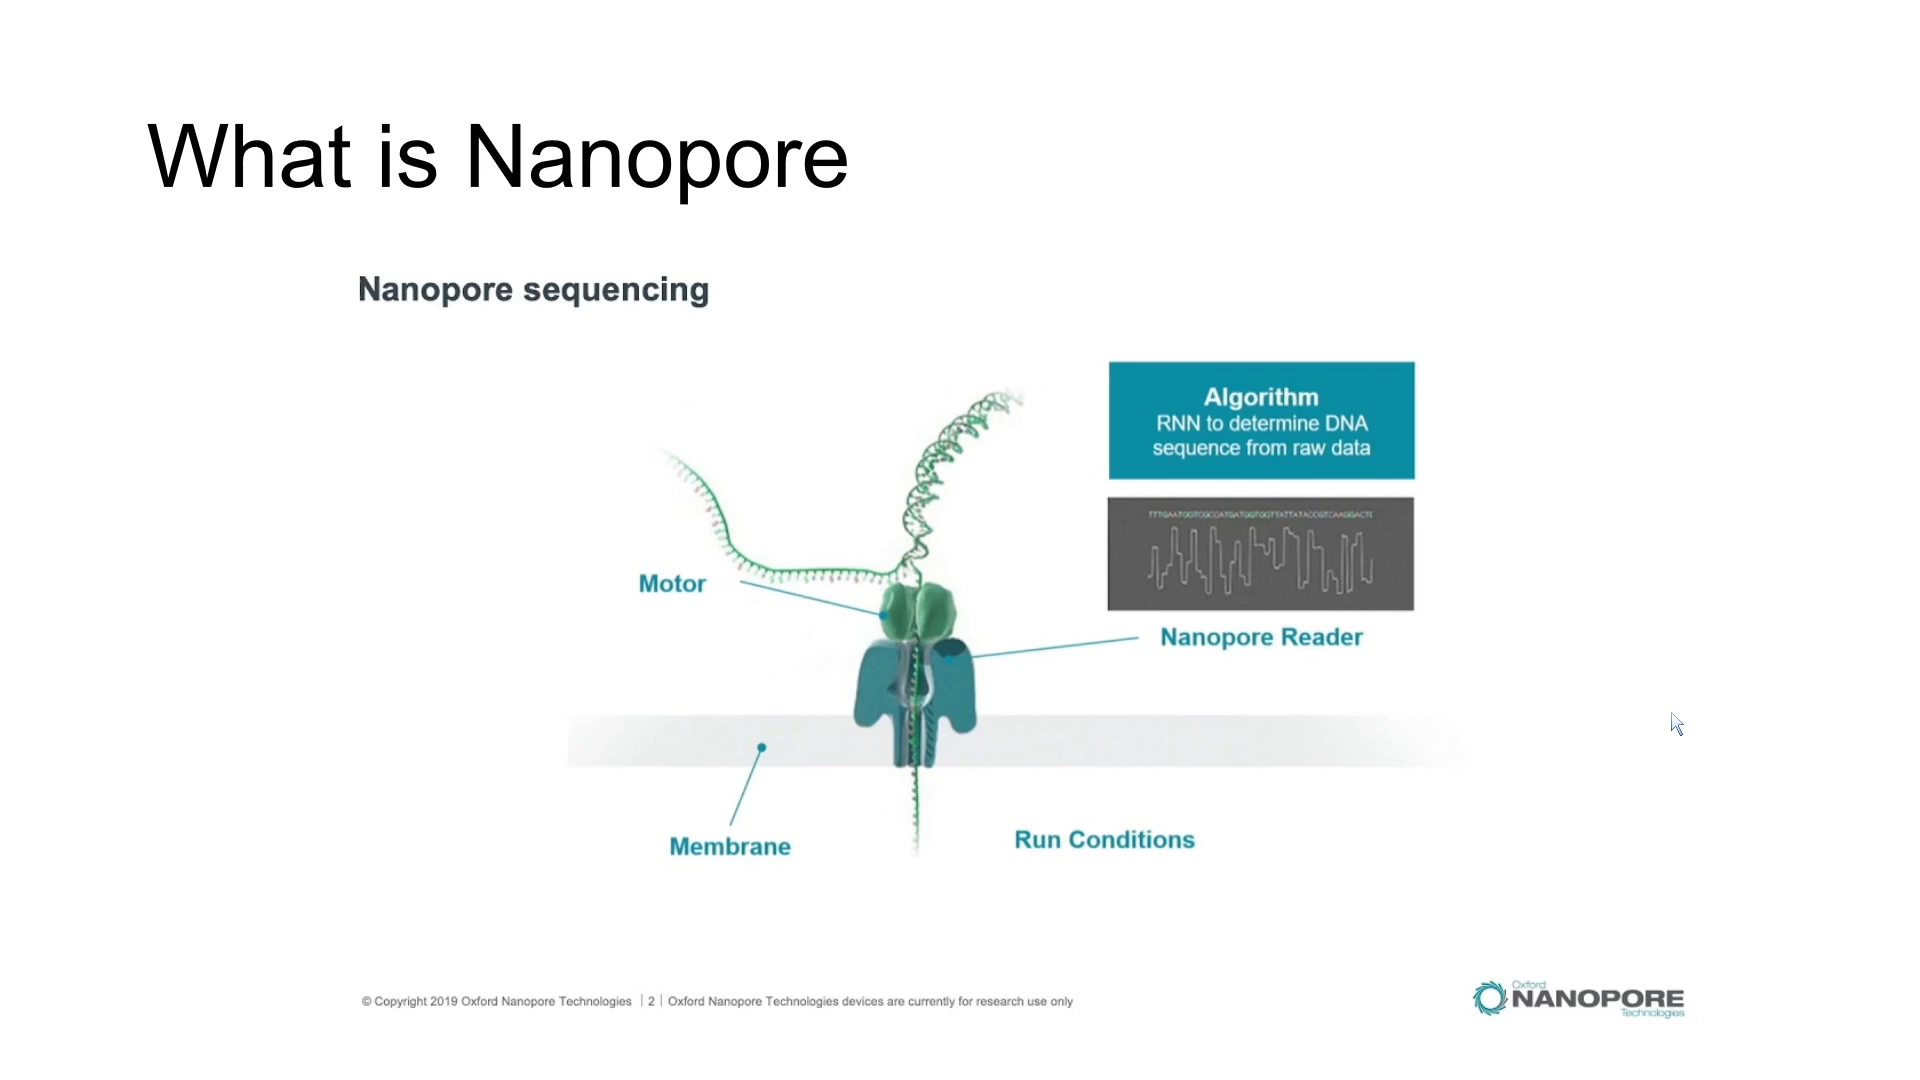 What is Nanopore
Nanopore sequencing
Algorithm
RNN to determine DNA
sequence from raw data
TTTGAATGGTCGCCATGATGGTGGTTATTATACCGTCAAGGACTC
Motor
Nanopore Reader
Membrane
Run Conditions
© Copyright 2019 Oxford Nanopore Technologies | 2 | Oxford Nanopore Technologies devices are currently for research use only
Oxford
NANOPORE
Technologies